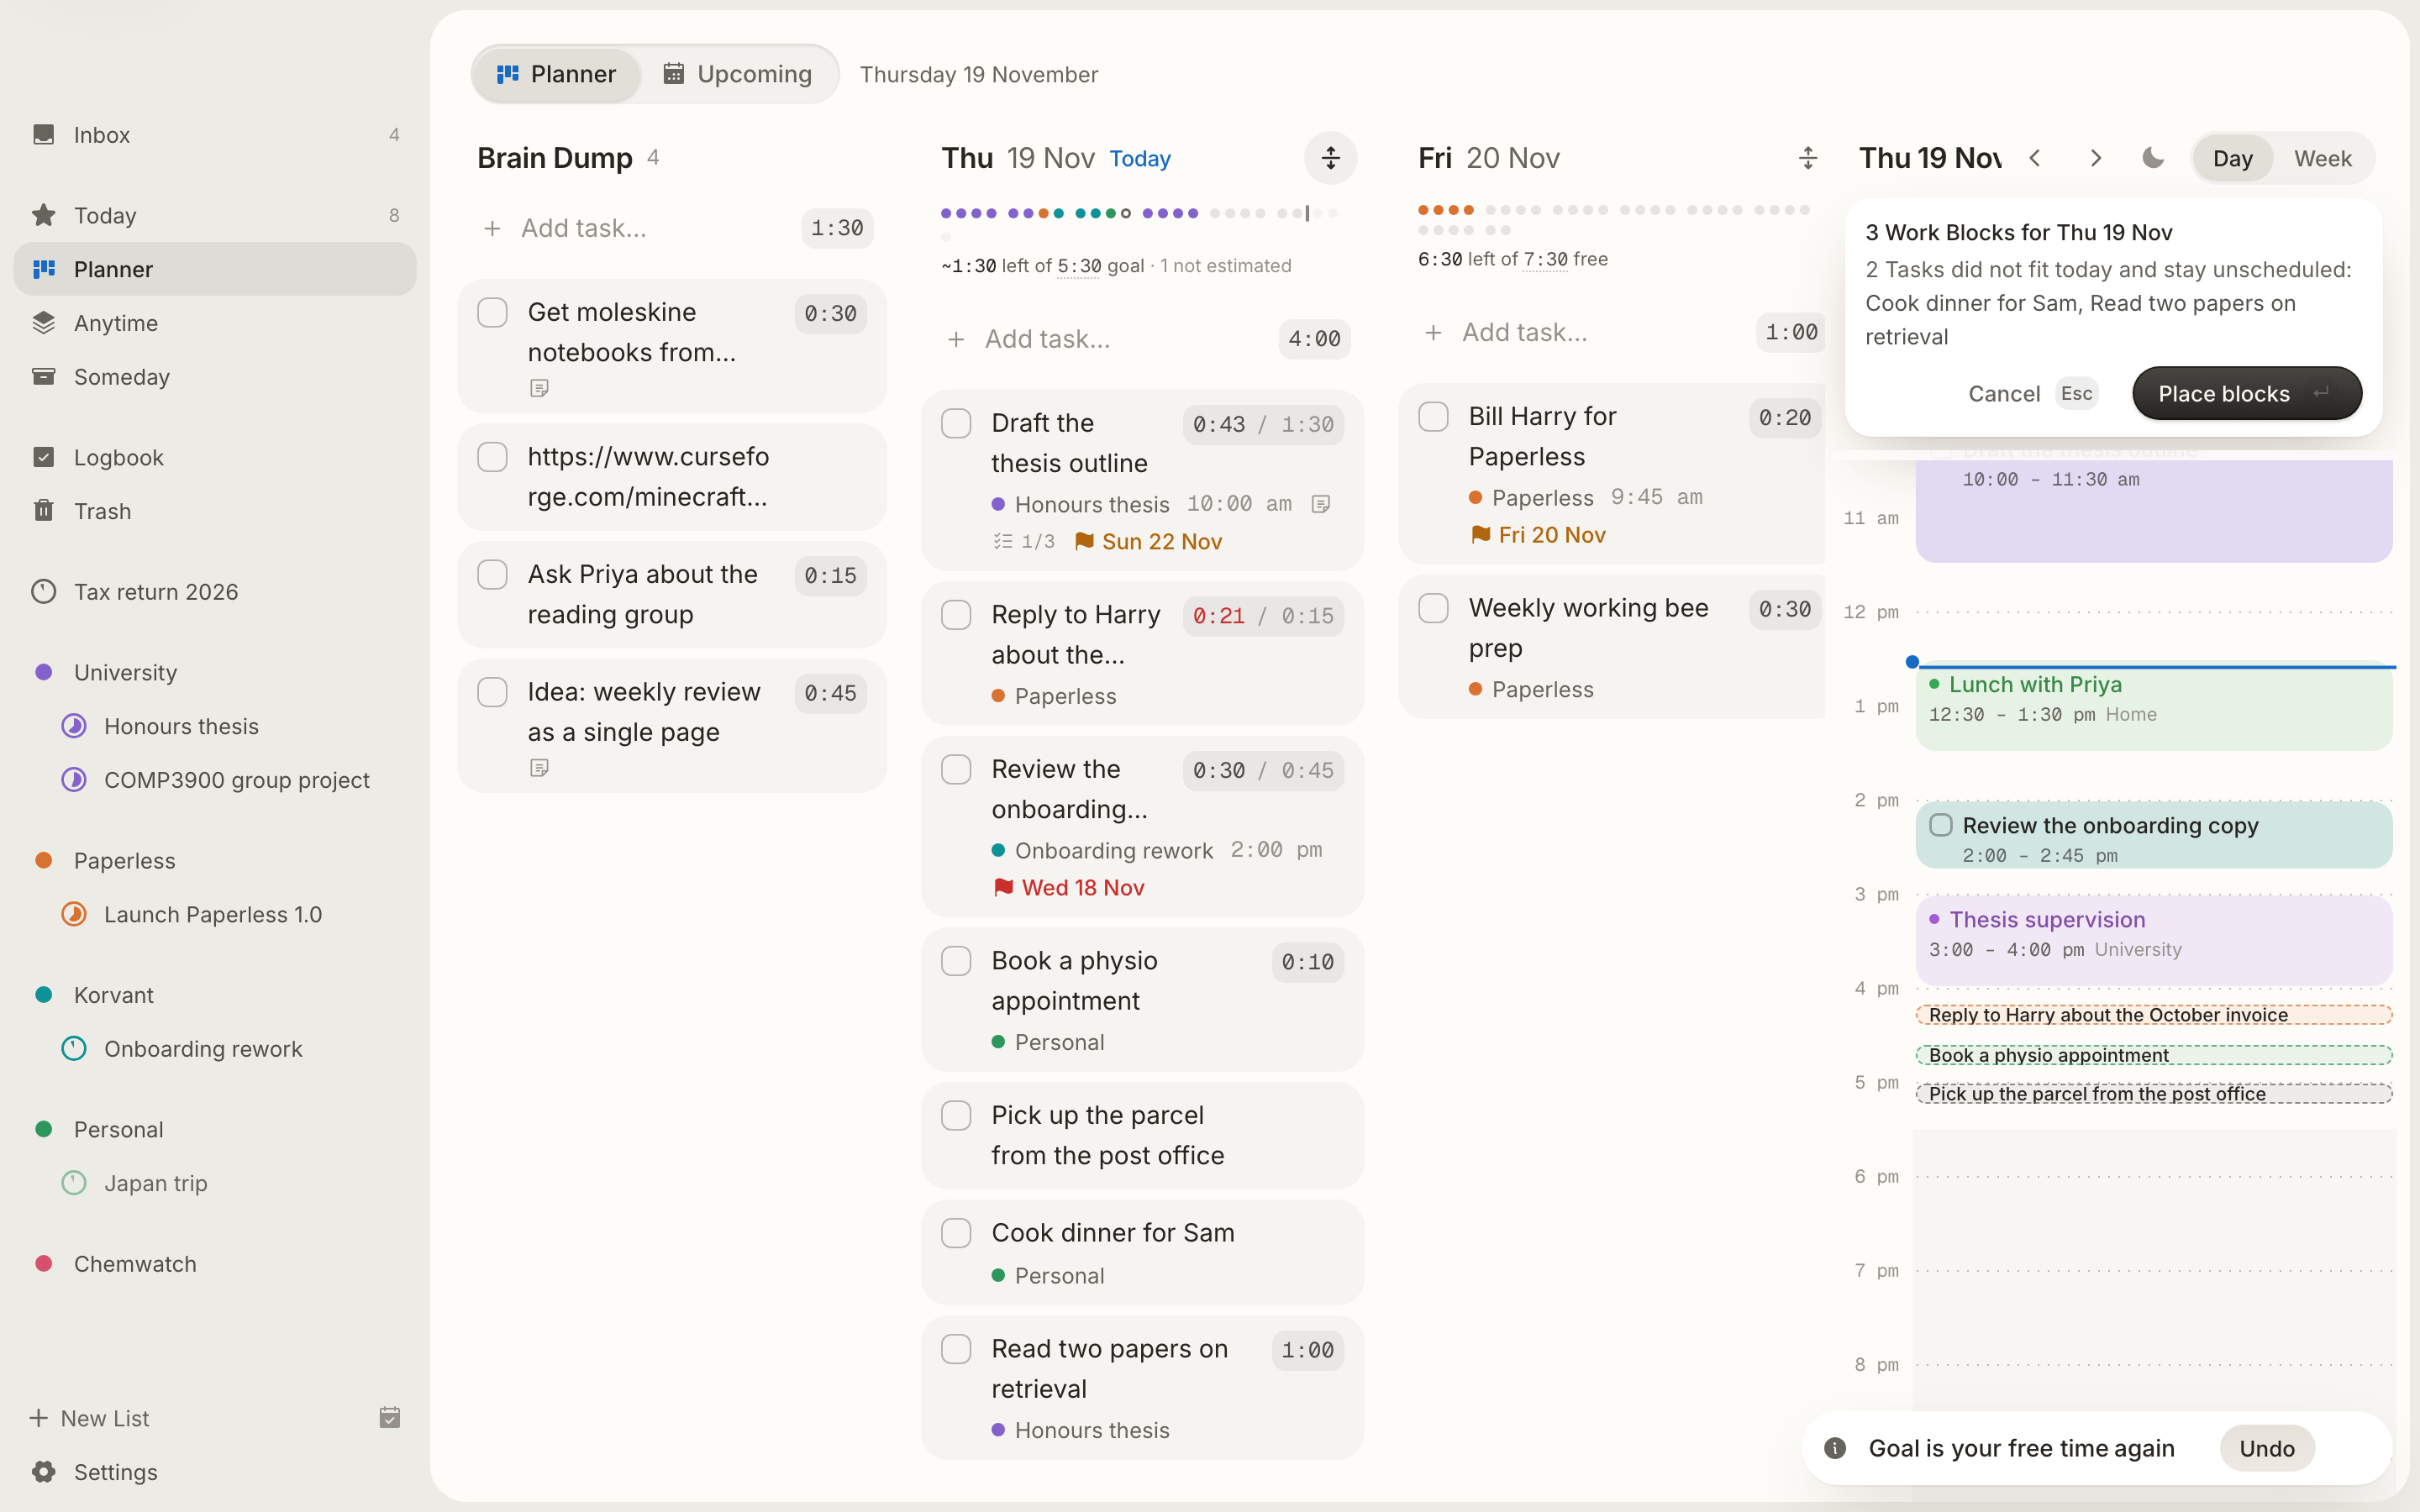 Inbox 4
Today 8
Planner
Anytime
Someday
Logbook
Trash
Tax return 2026
University
Honours thesis
COMP3900 group project
Paperless
Launch Paperless 1.0
Korvant
Onboarding rework
Personal
Japan trip
Chemwatch
New List
Settings
Planner Upcoming Thursday 19 November
Brain Dump 4
Add task... 1:30
Get moleskine 0:30
notebooks from...
https://www.cursefo
rge.com/minecraft...
Ask Priya about the 0:15
reading group
Idea: weekly review 0:45
as a single page
Thu 19 Nov Today
~1:30 left of 5:30 goal · 1 not estimated
Add task... 4:00
Draft the 0:43 / 1:30
thesis outline
Honours thesis 10:00 am
1/3 Sun 22 Nov
Reply to Harry 0:21 / 0:15
about the...
Paperless
Review the 0:30 / 0:45
onboarding...
Onboarding rework 2:00 pm
Wed 18 Nov
Book a physio 0:10
appointment
Personal
Pick up the parcel
from the post office
Cook dinner for Sam
Personal
Read two papers on 1:00
retrieval
Honours thesis
Fri 20 Nov
6:30 left of 7:30 free
Add task... 1:00
Bill Harry for 0:20
Paperless
Paperless 9:45 am
Fri 20 Nov
Weekly working bee 0:30
prep
Paperless
Thu 19 Nov Day Week
3 Work Blocks for Thu 19 Nov
2 Tasks did not fit today and stay unscheduled:
Cook dinner for Sam, Read two papers on
retrieval
Cancel Esc Place blocks
Draft the thesis outline
10:00 – 11:30 am
11 am
12 pm
Lunch with Priya
1 pm
12:30 – 1:30 pm Home
2 pm
Review the onboarding copy
2:00 – 2:45 pm
3 pm
Thesis supervision
3:00 – 4:00 pm University
4 pm
Reply to Harry about the October invoice
Book a physio appointment
5 pm
Pick up the parcel from the post office
6 pm
7 pm
8 pm
Goal is your free time again Undo